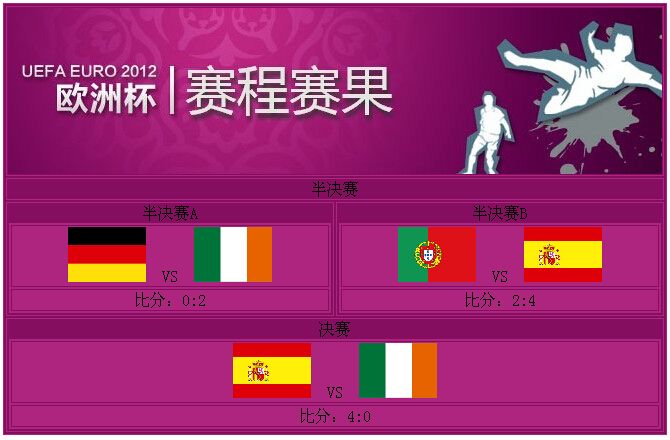 UEFA EURO 2012
欧洲杯
赛程赛果
半决赛
半决赛A
半决赛B
VS
VS
比分：0:2
比分：2:4
决赛
VS
比分：4:0